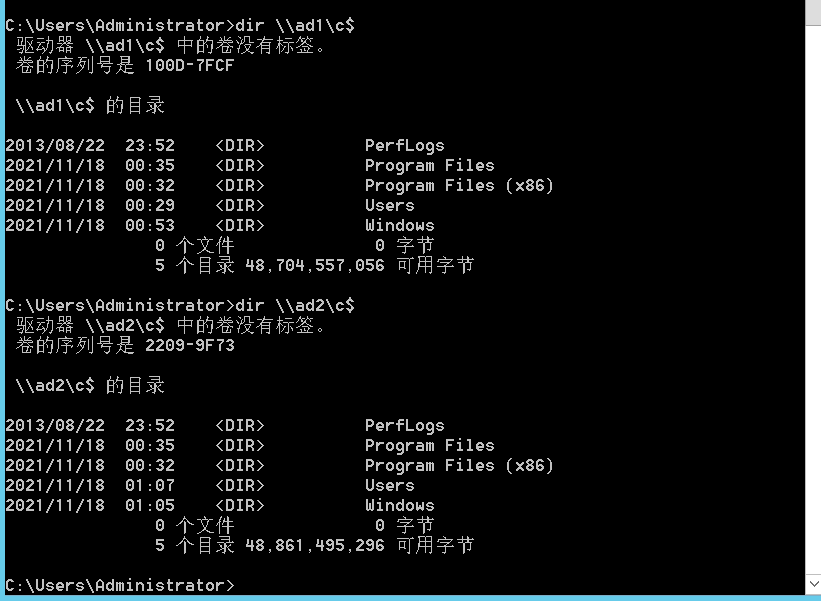 C:\Users\Administrator>dir \\ad1\c$
驱动器 \\ad1\c$ 中的卷没有标签。
卷的序列号是 100D-7FCF
\\ad1\c$ 的目录
2013/08/22  23:52    <DIR>          PerfLogs
2021/11/18  00:35    <DIR>          Program Files
2021/11/18  00:32    <DIR>          Program Files (x86)
2021/11/18  00:29    <DIR>          Users
2021/11/18  00:53    <DIR>          Windows
0 个文件              0 字节
5 个目录 48,704,557,056 可用字节
C:\Users\Administrator>dir \\ad2\c$
驱动器 \\ad2\c$ 中的卷没有标签。
卷的序列号是 2209-9F73
\\ad2\c$ 的目录
2013/08/22  23:52    <DIR>          PerfLogs
2021/11/18  00:35    <DIR>          Program Files
2021/11/18  00:32    <DIR>          Program Files (x86)
2021/11/18  01:07    <DIR>          Users
2021/11/18  01:05    <DIR>          Windows
0 个文件              0 字节
5 个目录 48,861,495,296 可用字节
C:\Users\Administrator>